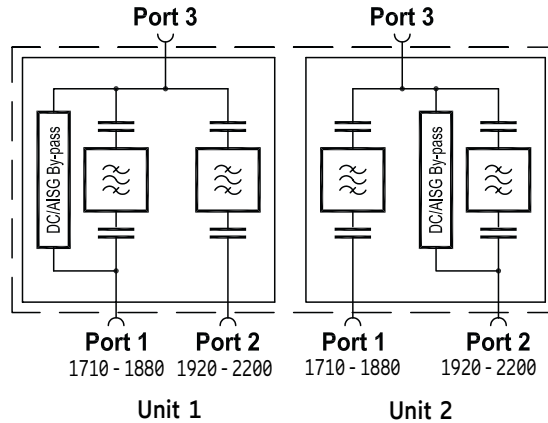 Port 3 Port 3
DC/AISG By-pass
DC/AISG By-pass
Port 1 Port 2 Port 1 Port 2
1710 - 1880 1920 - 2200 1710 - 1880 1920 - 2200
Unit 1 Unit 2